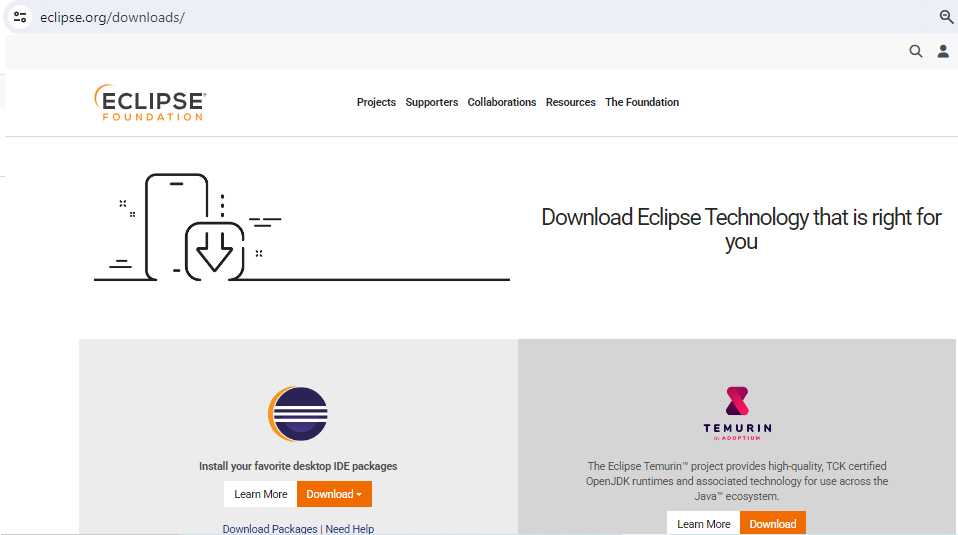 eclipse.org/downloads/
ECLIPSE®
FOUNDATION
Projects Supporters Collaborations Resources The Foundation
Download Eclipse Technology that is right for
you
Install your favorite desktop IDE packages
Learn More Download
Download Packages | Need Help
TEMURIN
by ADOPTIUM
The Eclipse Temurin™ project provides high-quality, TCK certified
OpenJDK runtimes and associated technology for use across the
Java™ ecosystem.
Learn More Download